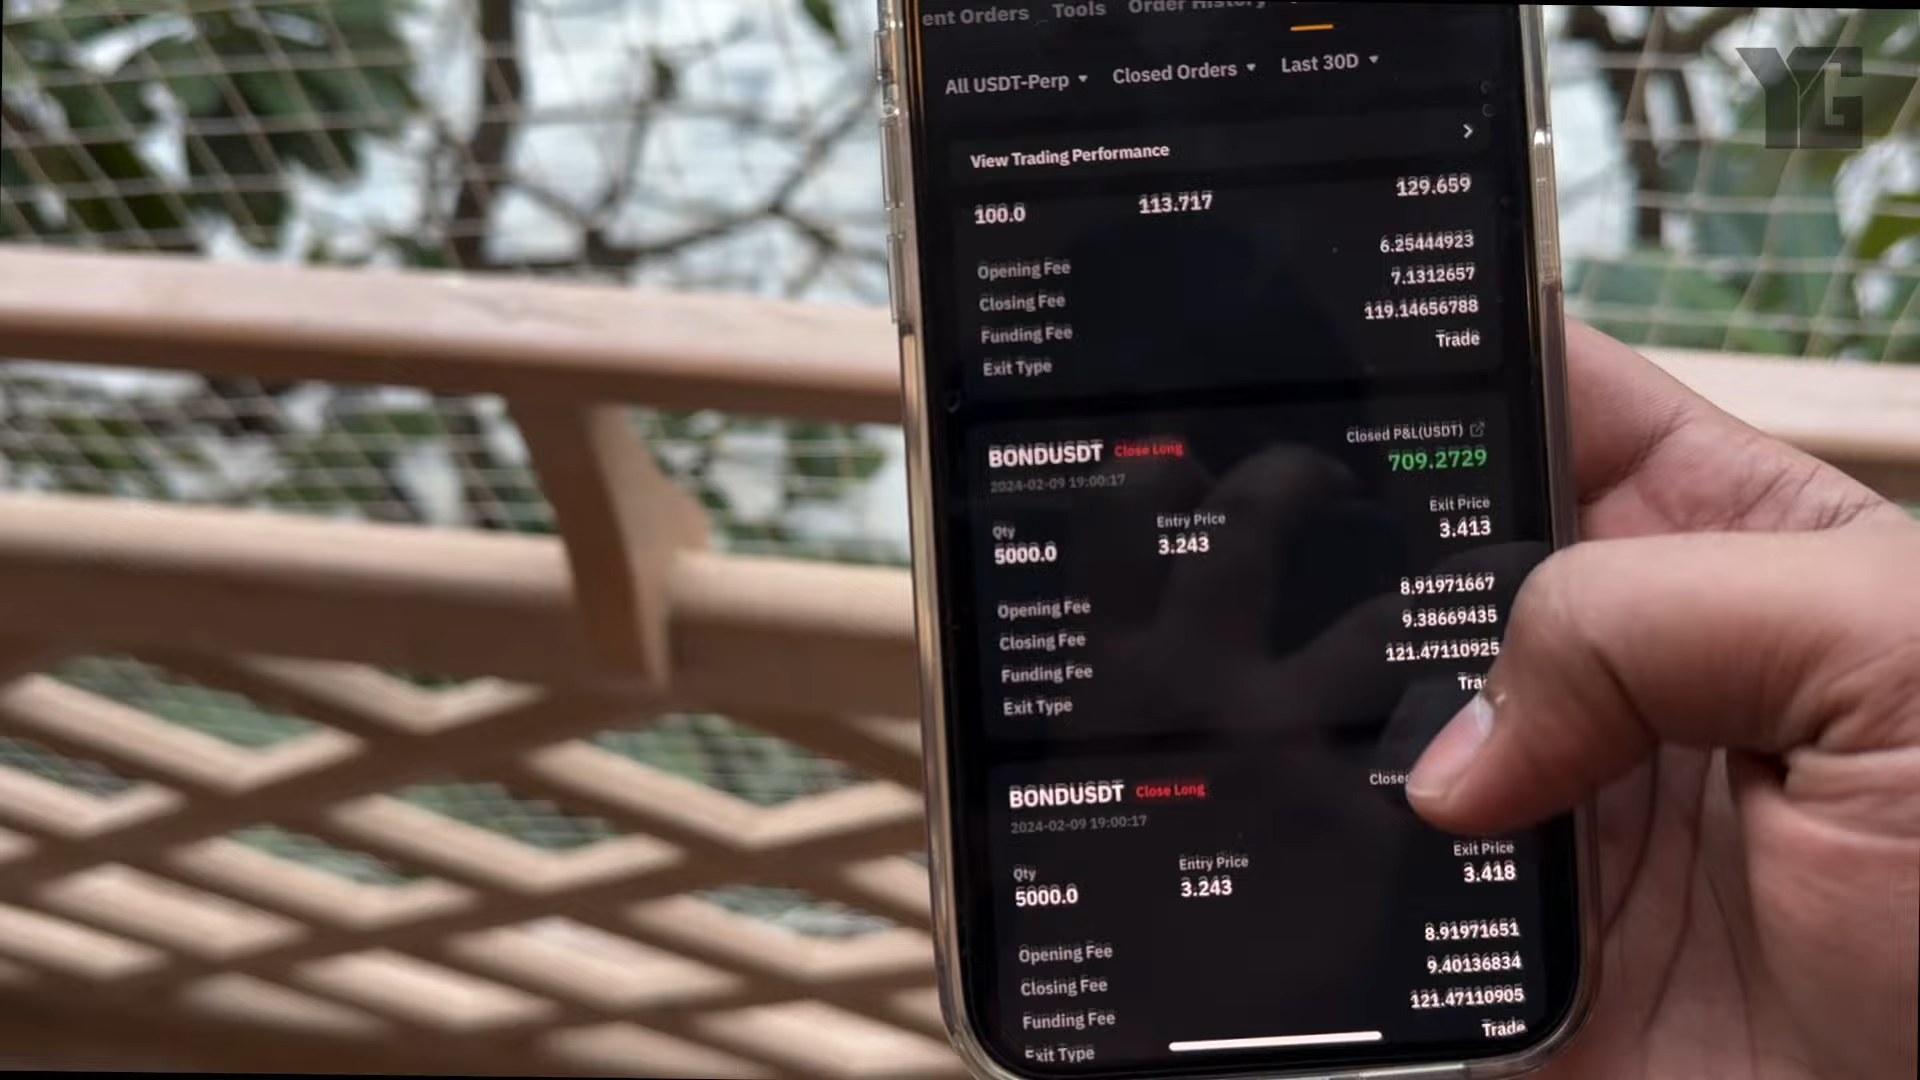 ent Orders Tools Order History
All USDT-Perp Closed Orders Last 30D
YG
View Trading Performance
100.0 113.717 129.659
Opening Fee 6.25444923
Closing Fee 7.1312657
Funding Fee 119.14656788
Exit Type Trade
BONDUSDT Close Long Closed P&L(USDT)
2024-02-09 19:00:17 709.2729
Qty Entry Price Exit Price
5000.0 3.243 3.413
Opening Fee 8.91971667
Closing Fee 9.38669435
Funding Fee 121.47110925
Exit Type Tra
BONDUSDT Close Long Closed
2024-02-09 19:00:17
Qty Entry Price Exit Price
5000.0 3.243 3.418
Opening Fee 8.91971651
Closing Fee 9.40136834
Funding Fee 121.47110905
Exit Type Trade